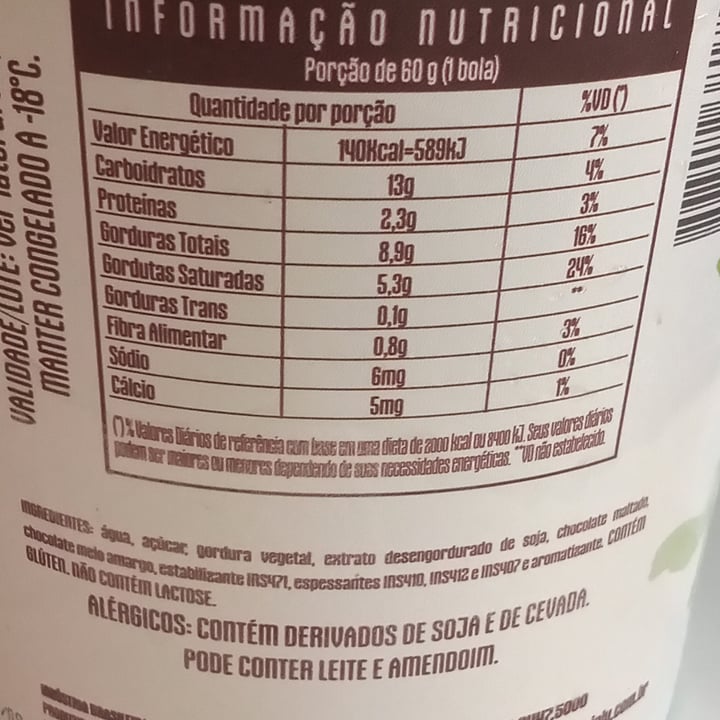 INFORMAÇÃO NUTRICIONAL
Porção de 60 g (1 bola)
Quantidade por porção %VD (*)
Valor Energético 140Kcal=589kJ 7%
Carboidratos 13g 4%
Proteínas 2,3g 3%
Gorduras Totais 8,9g 16%
Gordutas Saturadas 5,3g 24%
Gorduras Trans 0,1g **
Fibra Alimentar 0,8g 3%
Sódio 6mg 0%
Cálcio 5mg 1%
(*) % Valores Diários de referência com base em uma dieta de 2000 kcal ou 8400 kJ. Seus valores diários
podem ser maiores ou menores dependendo de suas necessidades energéticas. **VD não estabelecido.
INGREDIENTES: água, açúcar, gordura vegetal, extrato desengordurado de soja, chocolate maltado,
chocolate meio amargo, estabilizante INS471, espessantes INS410, INS412 e INS407 e aromatizante. CONTÉM
GLÚTEN. NÃO CONTÉM LACTOSE.
ALÉRGICOS: CONTÉM DERIVADOS DE SOJA E DE CEVADA.
PODE CONTER LEITE E AMENDOIM.
VALIDADE/LOTE: ver
MANTER CONGELADO A -18°C.
INDÚSTRIA
.5000
.com.br